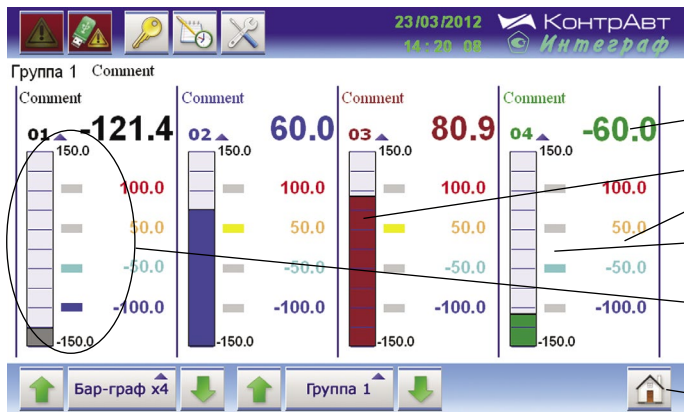 23/03/2012 КонтрАвт
14:20 08 Интеграф
Группа 1 Comment
Comment Comment Comment Comment
01 -121.4 02 60.0 03 80.9 04 -60.0
150.0 150.0 150.0 150.0
100.0 100.0 100.0 100.0
50.0 50.0 50.0 50.0
-50.0 -50.0 -50.0 -50.0
-100.0 -100.0 -100.0 -100.0
-150.0 -150.0 -150.0 -150.0
Бар-граф x4 Группа 1